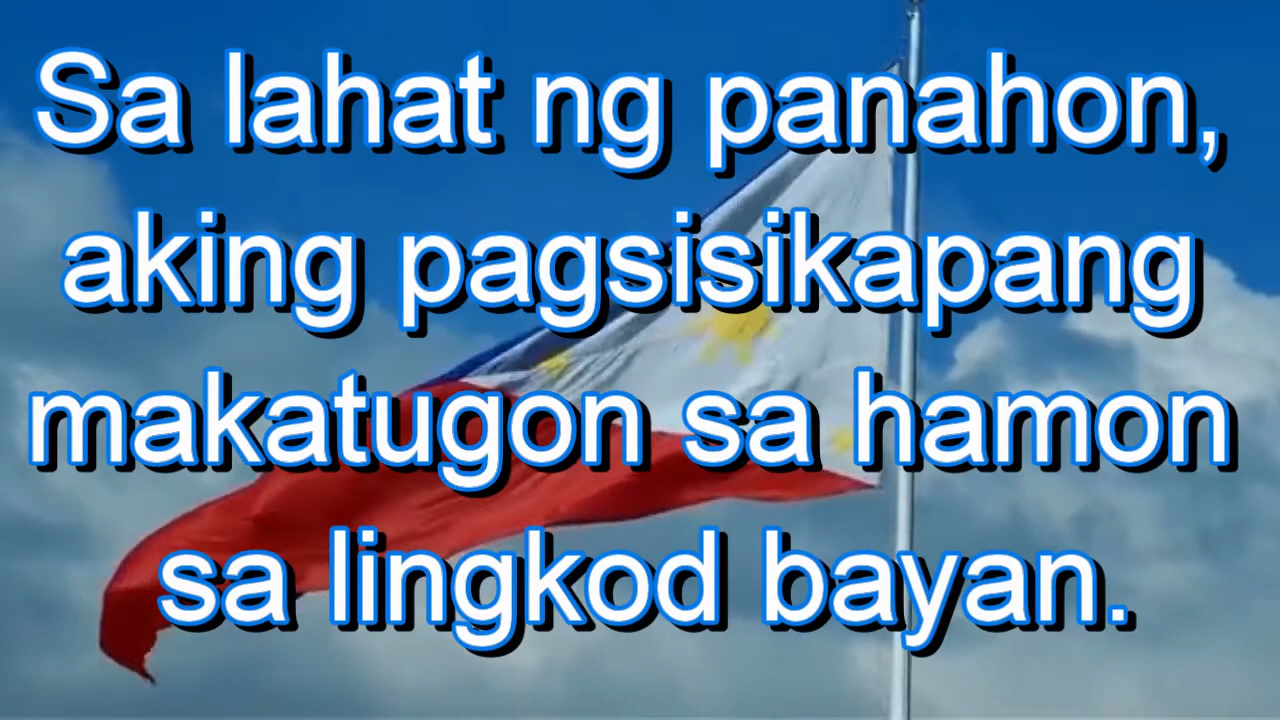 Sa lahat ng panahon,
aking pagsisikapang
makatugon sa hamon
sa lingkod bayan.